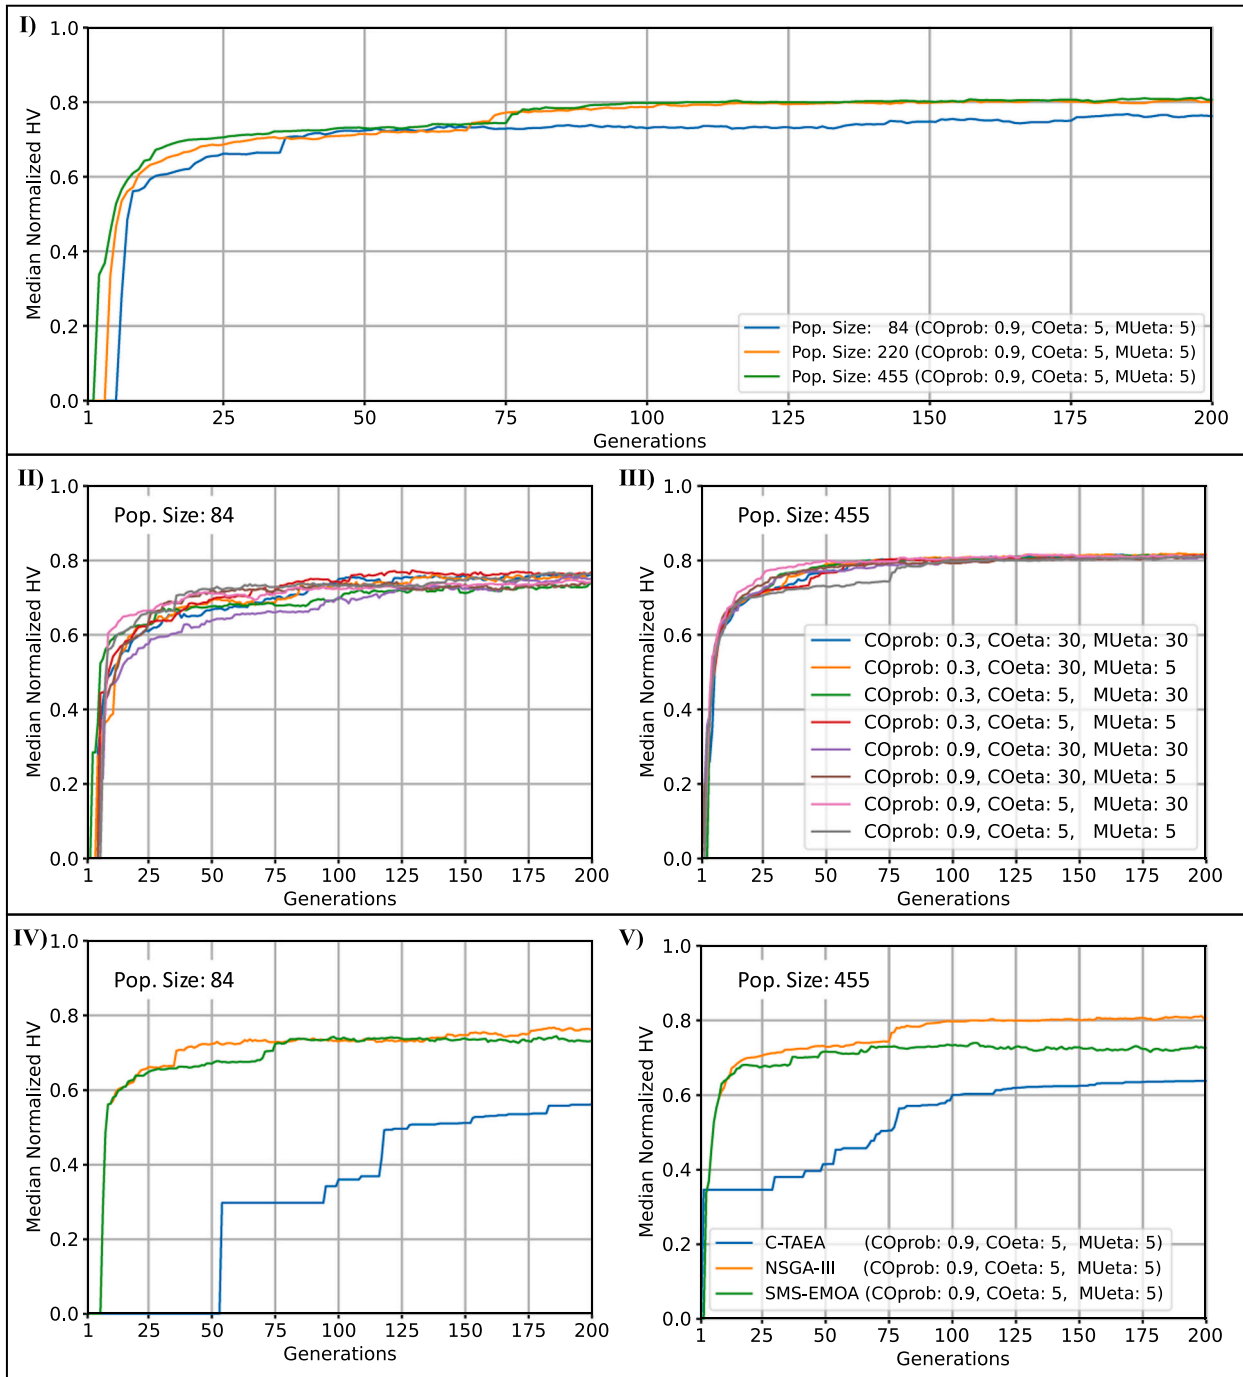 I)
1.0
0.8
0.6
0.4
0.2
0.0
Median Normalized HV
Pop. Size: 84 (COprob: 0.9, COeta: 5, MUeta: 5)
Pop. Size: 220 (COprob: 0.9, COeta: 5, MUeta: 5)
Pop. Size: 455 (COprob: 0.9, COeta: 5, MUeta: 5)
1 25 50 75 100 125 150 175 200
Generations
II)
1.0
0.8
0.6
0.4
0.2
0.0
Median Normalized HV
Pop. Size: 84
1 25 50 75 100 125 150 175 200
Generations
III)
1.0
0.8
0.6
0.4
0.2
0.0
Median Normalized HV
Pop. Size: 455
COprob: 0.3, COeta: 30, MUeta: 30
COprob: 0.3, COeta: 30, MUeta: 5
COprob: 0.3, COeta: 5, MUeta: 30
COprob: 0.3, COeta: 5, MUeta: 5
COprob: 0.9, COeta: 30, MUeta: 30
COprob: 0.9, COeta: 30, MUeta: 5
COprob: 0.9, COeta: 5, MUeta: 30
COprob: 0.9, COeta: 5, MUeta: 5
1 25 50 75 100 125 150 175 200
Generations
IV)
1.0
0.8
0.6
0.4
0.2
0.0
Median Normalized HV
Pop. Size: 84
1 25 50 75 100 125 150 175 200
Generations
V)
1.0
0.8
0.6
0.4
0.2
0.0
Median Normalized HV
Pop. Size: 455
C-TAEA (COprob: 0.9, COeta: 5, MUeta: 5)
NSGA-III (COprob: 0.9, COeta: 5, MUeta: 5)
SMS-EMOA (COprob: 0.9, COeta: 5, MUeta: 5)
1 25 50 75 100 125 150 175 200
Generations